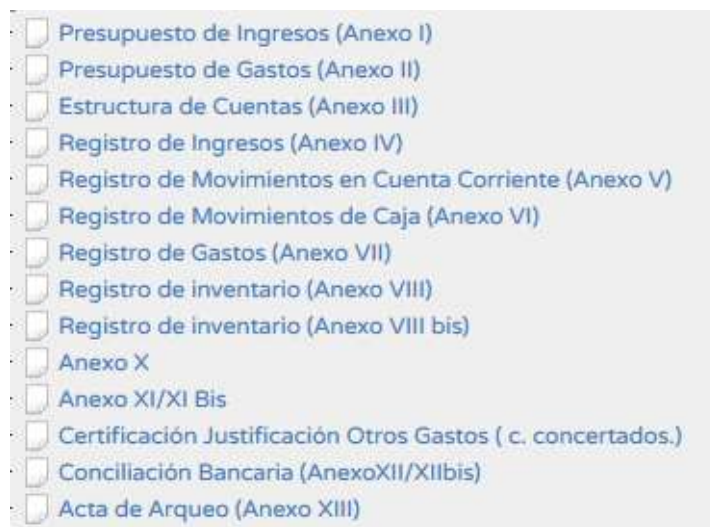 Presupuesto de Ingresos (Anexo I)
Presupuesto de Gastos (Anexo II)
Estructura de Cuentas (Anexo III)
Registro de Ingresos (Anexo IV)
Registro de Movimientos en Cuenta Corriente (Anexo V)
Registro de Movimientos de Caja (Anexo VI)
Registro de Gastos (Anexo VII)
Registro de inventario (Anexo VIII)
Registro de inventario (Anexo VIII bis)
Anexo X
Anexo XI/XI Bis
Certificación Justificación Otros Gastos ( c. concertados.)
Conciliación Bancaria (AnexoXII/XIIbis)
Acta de Arqueo (Anexo XIII)